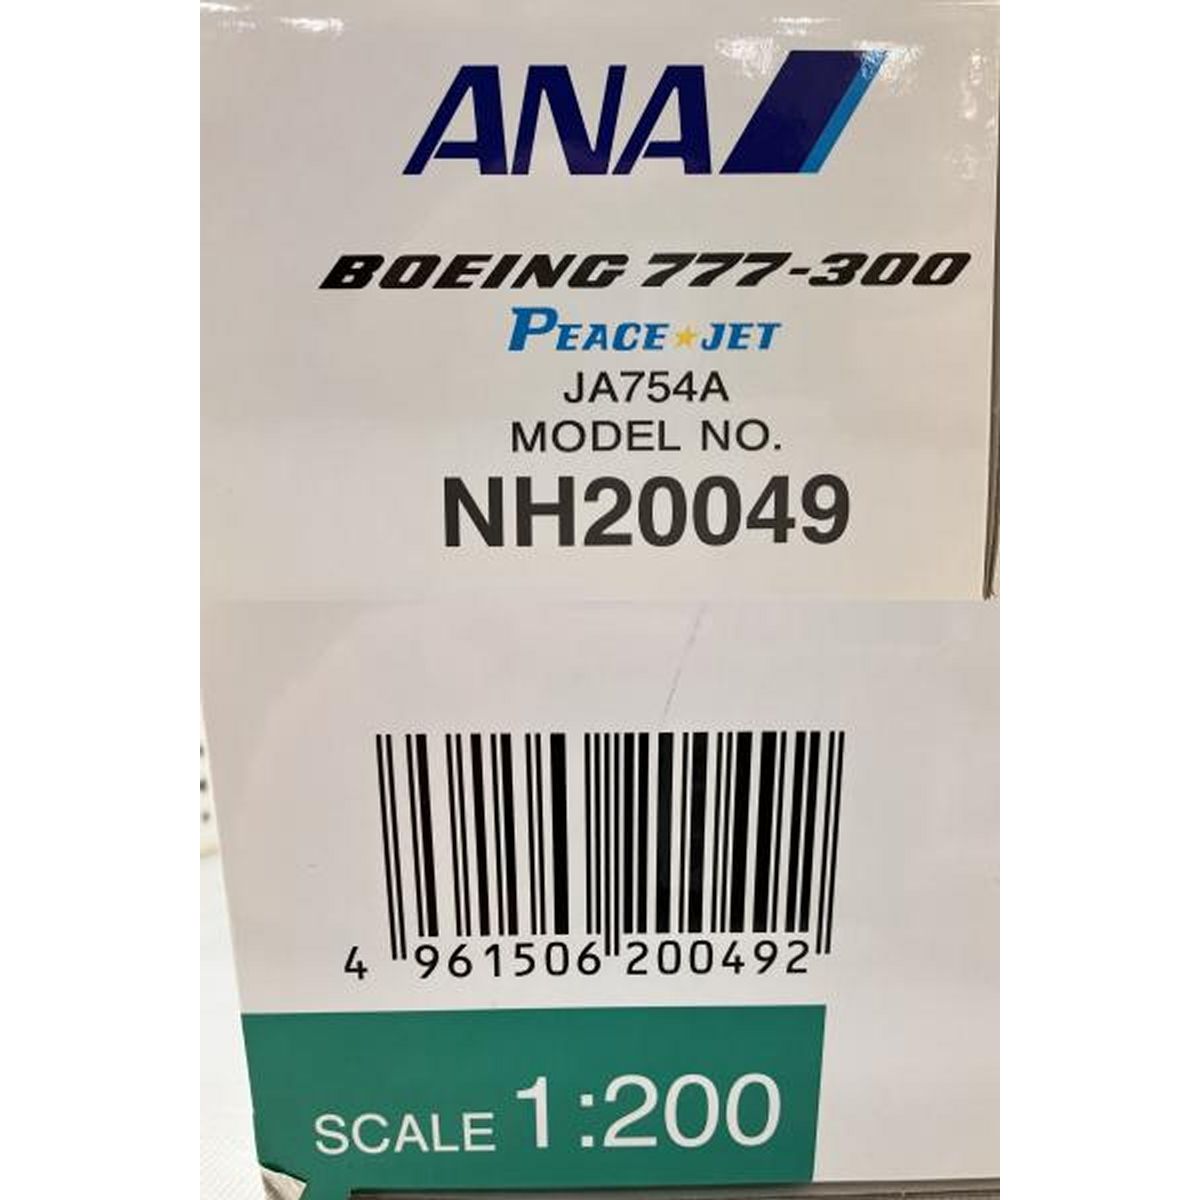 ANA
BOEING 777-300
PEACE★JET
JA754A
MODEL NO.
NH20049
4 961506 200492
SCALE 1:200